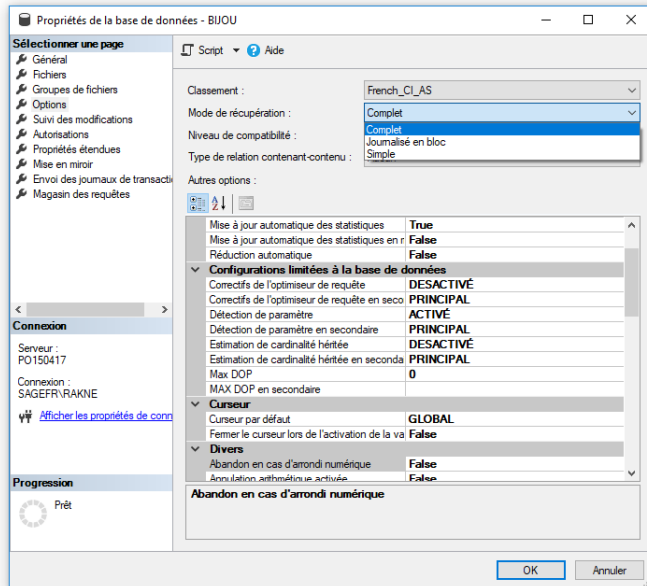 Propriétés de la base de données - BIJOU
Sélectionner une page
Général
Fichiers
Groupes de fichiers
Options
Suivi des modifications
Autorisations
Propriétés étendues
Mise en miroir
Envoi des journaux de transacti
Magasin des requêtes
Connexion
Serveur :
PO150417
Connexion :
SAGEFR\RAKNE
Afficher les propriétés de conn
Progression
Prêt
Script Aide
Classement : French_CI_AS
Mode de récupération : Complet
Niveau de compatibilité : Complet
Journalisé en bloc
Type de relation contenant-contenu : Simple
Autres options :
Mise à jour automatique des statistiques True
Mise à jour automatique des statistiques en r False
Réduction automatique False
Configurations limitées à la base de données
Correctifs de l'optimiseur de requête DESACTIVÉ
Correctifs de l'optimiseur de requête en seco PRINCIPAL
Détection de paramètre ACTIVÉ
Détection de paramètre en secondaire PRINCIPAL
Estimation de cardinalité héritée DESACTIVÉ
Estimation de cardinalité héritée en seconda PRINCIPAL
Max DOP 0
MAX DOP en secondaire
Curseur
Curseur par défaut GLOBAL
Fermer le curseur lors de l'activation de la va False
Divers
Abandon en cas d'arrondi numérique False
Annulation arithmétique activée False
Abandon en cas d'arrondi numérique
OK Annuler